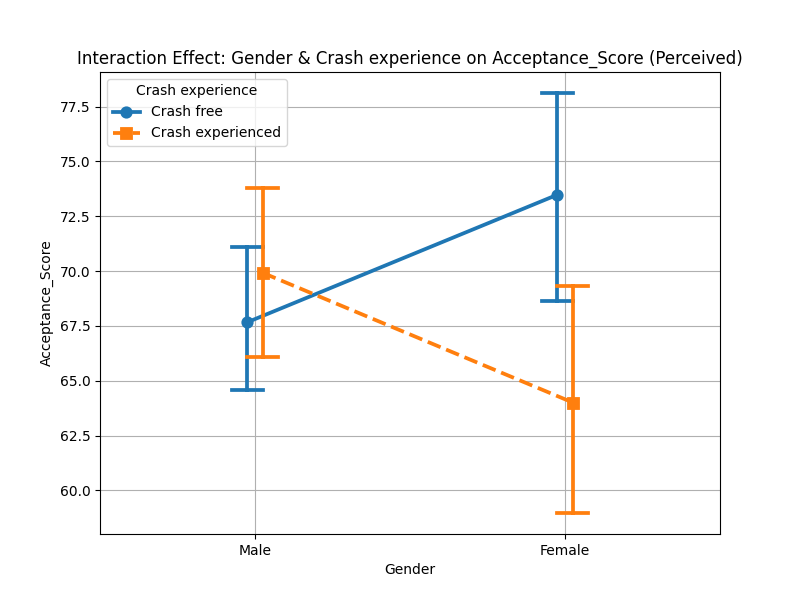 Interaction Effect: Gender & Crash experience on Acceptance_Score (Perceived)
Crash experience
Crash free
Crash experienced
77.5
75.0
72.5
70.0
67.5
65.0
62.5
60.0
Acceptance_Score
Male
Female
Gender